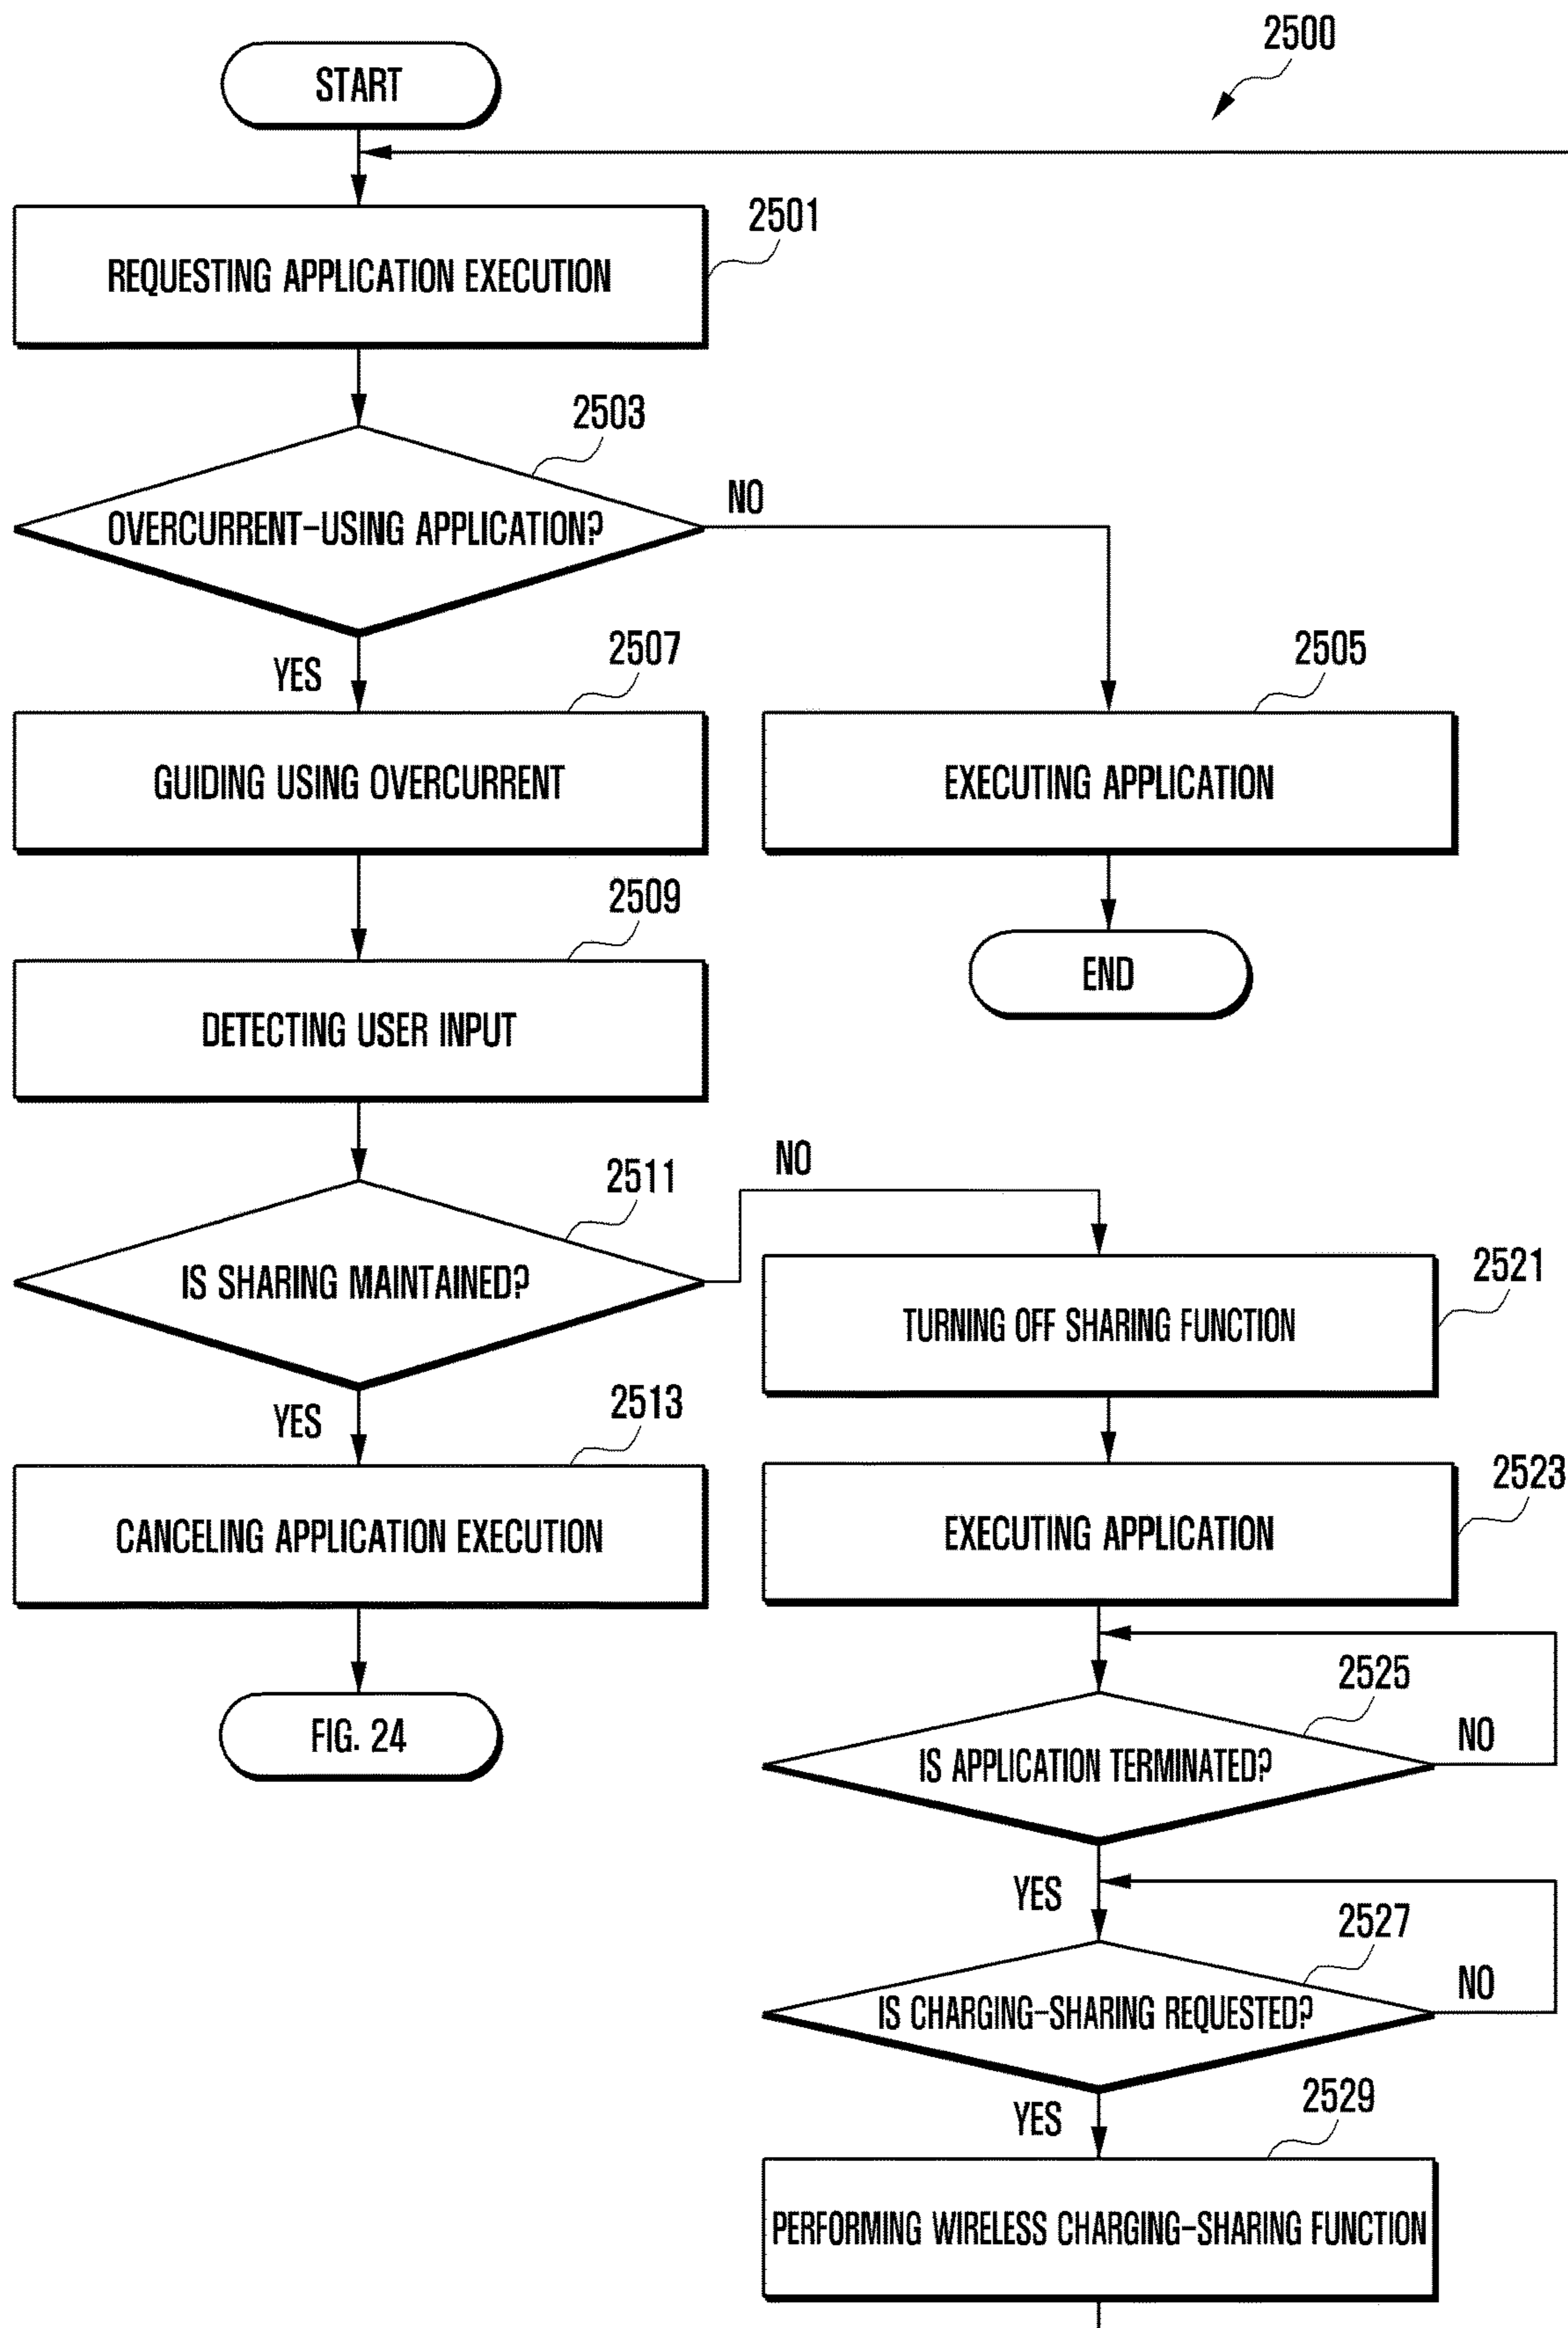 2500
START
2501
REQUESTING APPLICATION EXECUTION
2503
OVERCURRENT-USING APPLICATION?
NO
YES
2507
GUIDING USING OVERCURRENT
2505
EXECUTING APPLICATION
2509
DETECTING USER INPUT
END
2511
IS SHARING MAINTAINED?
NO
2521
TURNING OFF SHARING FUNCTION
YES
2513
CANCELING APPLICATION EXECUTION
2523
EXECUTING APPLICATION
FIG. 24
2525
IS APPLICATION TERMINATED?
NO
YES
2527
IS CHARGING-SHARING REQUESTED?
NO
YES
2529
PERFORMING WIRELESS CHARGING-SHARING FUNCTION